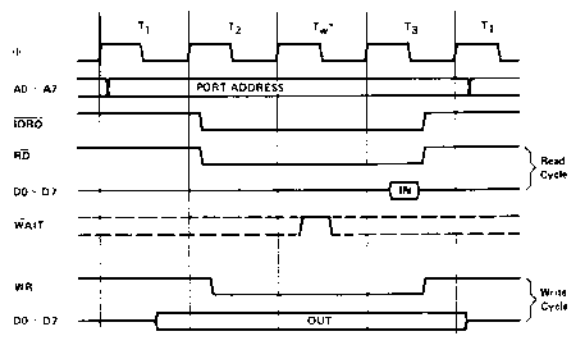 T1 T2 Tw* T3 T1
Φ
A0 - A7 PORT ADDRESS
IORQ
RD
Read
Cycle
D0 - D7 IN
WAIT
WR
Write
Cycle
D0 - D7 OUT